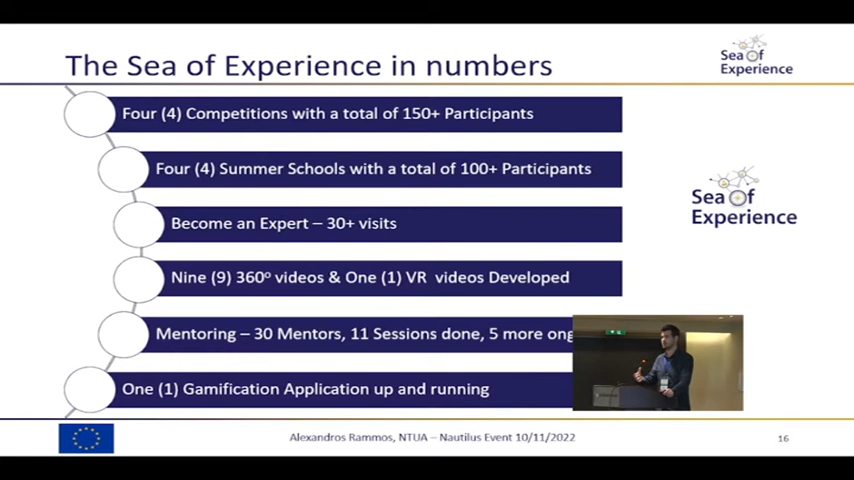 The Sea of Experience in numbers
Sea of
Experience
Four (4) Competitions with a total of 150+ Participants
Four (4) Summer Schools with a total of 100+ Participants
Sea of
Experience
Become an Expert – 30+ visits
Nine (9) 360º videos & One (1) VR videos Developed
Mentoring – 30 Mentors, 11 Sessions done, 5 more
One (1) Gamification Application up and running
Alexandros Rammos, NTUA – Nautilus Event 10/11/2022
16